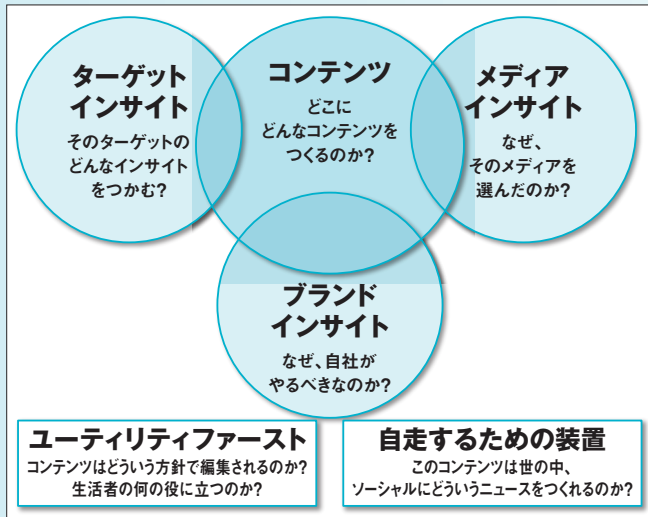 ターゲット
インサイト
そのターゲットの
どんなインサイト
をつかむ?
コンテンツ
どこに
どんなコンテンツを
つくるのか?
メディア
インサイト
なぜ、
そのメディアを
選んだのか?
ブランド
インサイト
なぜ、自社が
やるべきなのか?
ユーティリティファースト
コンテンツはどういう方針で編集されるのか?
生活者の何の役に立つのか?
自走するための装置
このコンテンツは世の中、
ソーシャルにどういうニュースをつくれるのか?